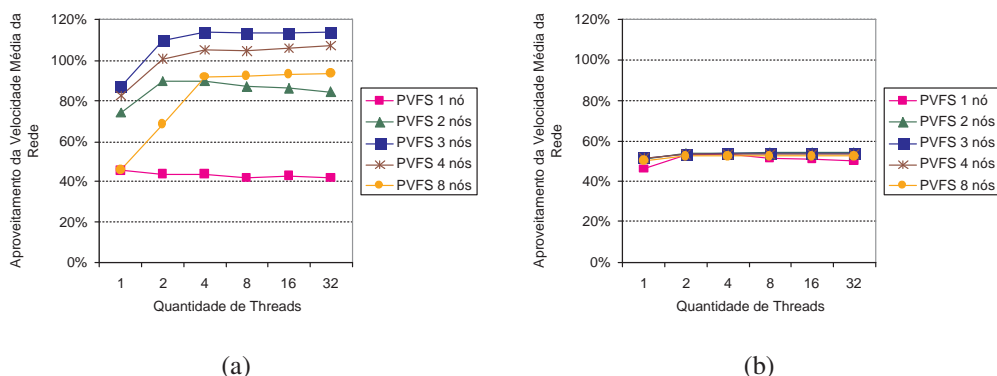 Aproveitamento da Velocidade Média da
Rede
120%
100%
80%
60%
40%
20%
0%
1 2 4 8 16 32
Quantidade de Threads
PVFS 1 nó
PVFS 2 nós
PVFS 3 nós
PVFS 4 nós
PVFS 8 nós
(a)
Aproveitamento da Velocidade Média da
Rede
120%
100%
80%
60%
40%
20%
0%
1 2 4 8 16 32
Quantidade de Threads
PVFS 1 nó
PVFS 2 nós
PVFS 3 nós
PVFS 4 nós
PVFS 8 nós
(b)